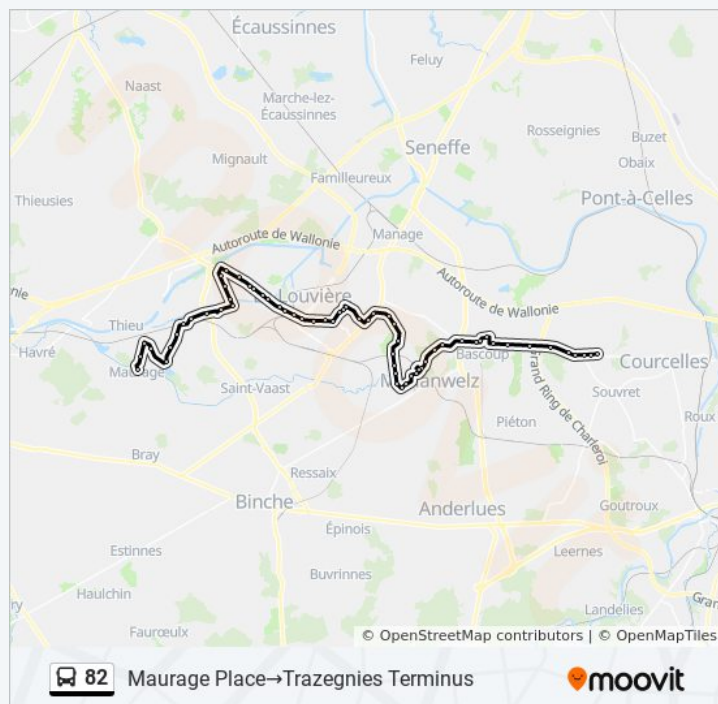 Écaussinnes
Feluy
Naast
Marche-lez-
Écaussinnes
Rosseignies
Buzet
Seneffe
Obaix
Mignault
Familleureux
Thieusies
Pont-à-Celles
Autoroute de Wallonie
Manage
Autoroute de Wallonie
Louvière
nie
Thieu
Havré
Bascoup
Maurage
Courcelles
Saint-Vaast
Souvret
Grand Ring de Charleroi
Piéton
Roux
Bray
Ressaix
Binche
Anderlues
Goutroux
Épinois
Estinnes
Leernes
Buvrinnes
Haulchin
Landelies
Gran
Faurœulx
© OpenStreetMap contributors | © OpenMapTiles
82 Maurage Place→Trazegnies Terminus
moovit